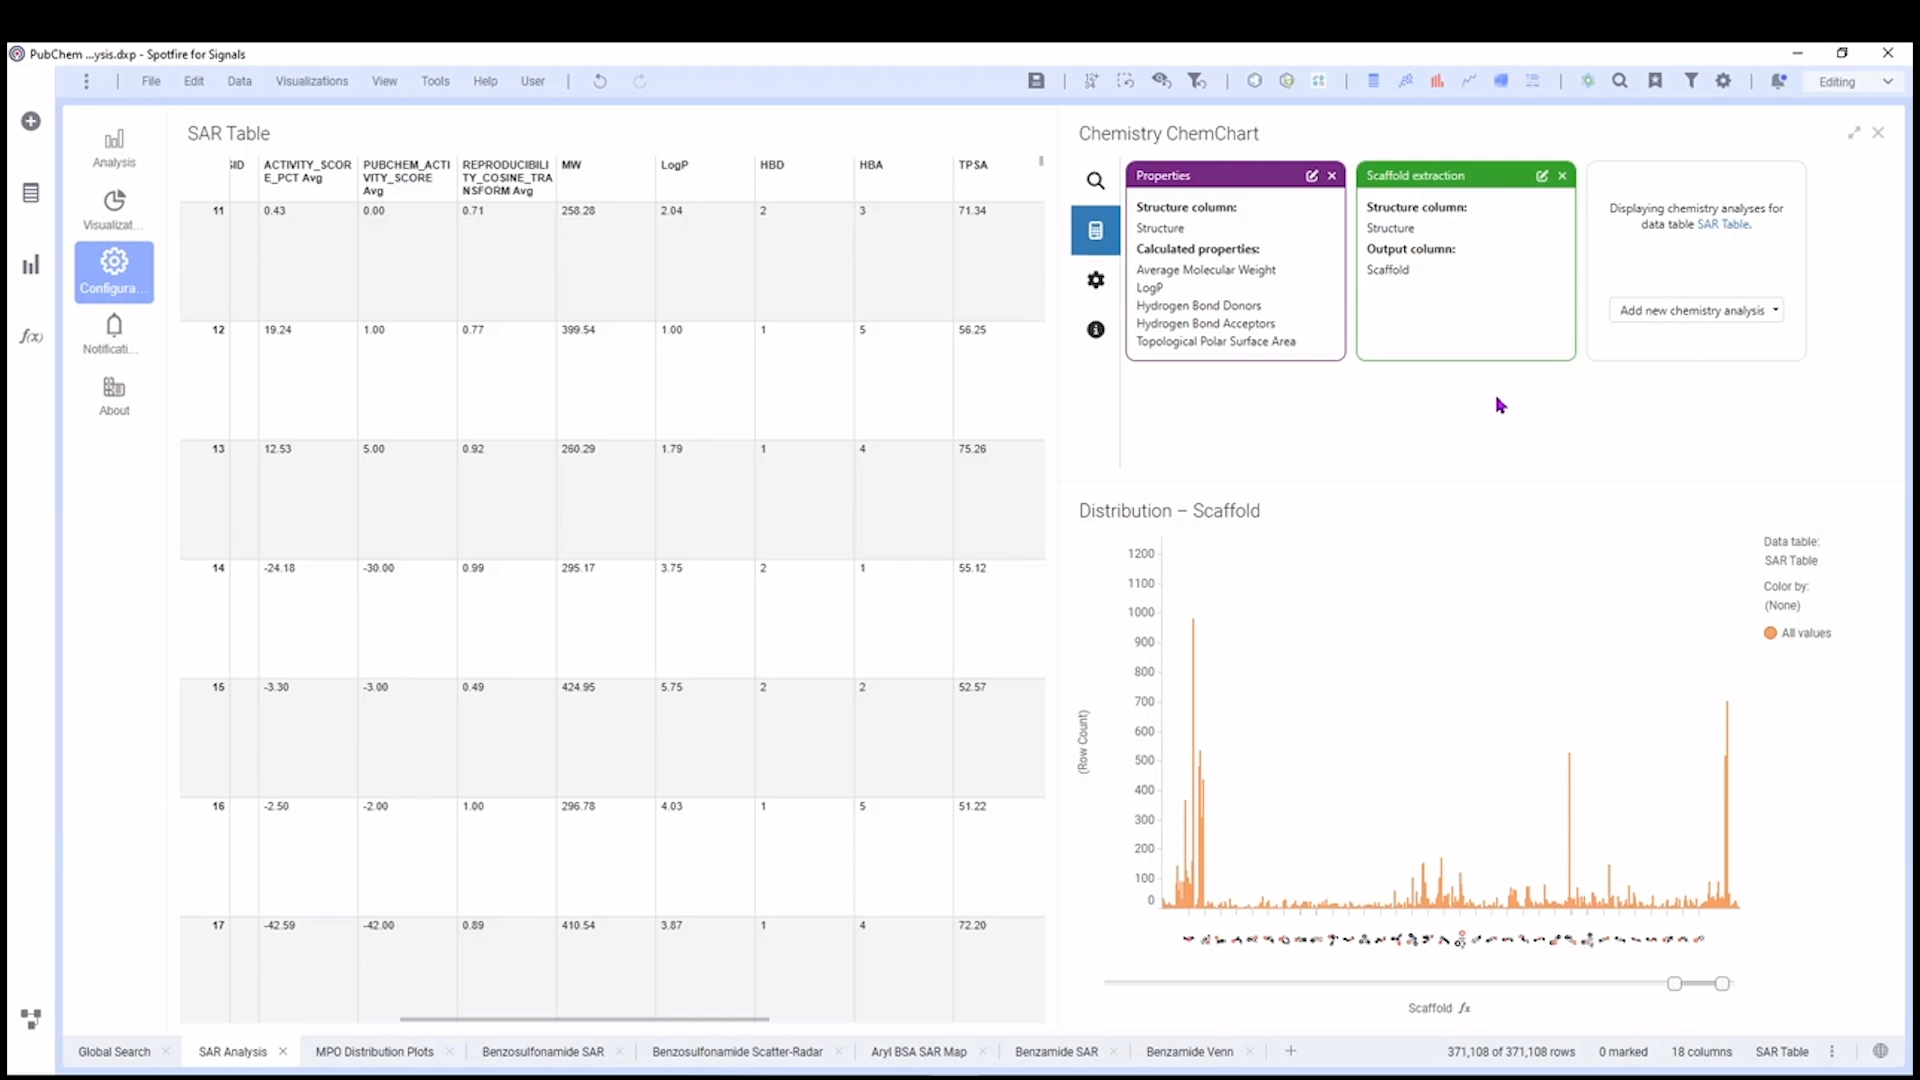 PubChem ...ysis.dxp - Spotfire for Signals
File Edit Data Visualizations View Tools Help User
Editing
Analysis
Visualizat...
Configura...
Notificati...
About
f(x)
SAR Table
SID ACTIVITY_SCOR PUBCHEM_ACTI REPRODUCIBILI MW LogP HBD HBA TPSA
E_PCT Avg VITY_SCORE TY_COSINE_TRA
Avg NSFORM Avg
11 0.43 0.00 0.71 258.28 2.04 2 3 71.34
12 19.24 1.00 0.77 399.54 1.00 1 5 56.25
13 12.53 5.00 0.92 260.29 1.79 1 4 75.26
14 -24.18 -30.00 0.99 295.17 3.75 2 1 55.12
15 -3.30 -3.00 0.49 424.95 5.75 2 2 52.57
16 -2.50 -2.00 1.00 296.78 4.03 1 5 51.22
17 -42.59 -42.00 0.89 410.54 3.87 1 4 72.20
Chemistry ChemChart
Properties
Structure column:
Structure
Calculated properties:
Average Molecular Weight
LogP
Hydrogen Bond Donors
Hydrogen Bond Acceptors
Topological Polar Surface Area
Scaffold extraction
Structure column:
Structure
Output column:
Scaffold
Displaying chemistry analyses for
data table SAR Table.
Add new chemistry analysis
Distribution – Scaffold
1200
1100
1000
900
800
700
600
500
400
300
200
100
0
(Row Count)
Scaffold fx
Data table:
SAR Table
Color by:
(None)
All values
Global Search SAR Analysis MPO Distribution Plots Benzosulfonamide SAR Benzosulfonamide Scatter-Radar Aryl BSA SAR Map Benzamide SAR Benzamide Venn
371,108 of 371,108 rows 0 marked 18 columns SAR Table